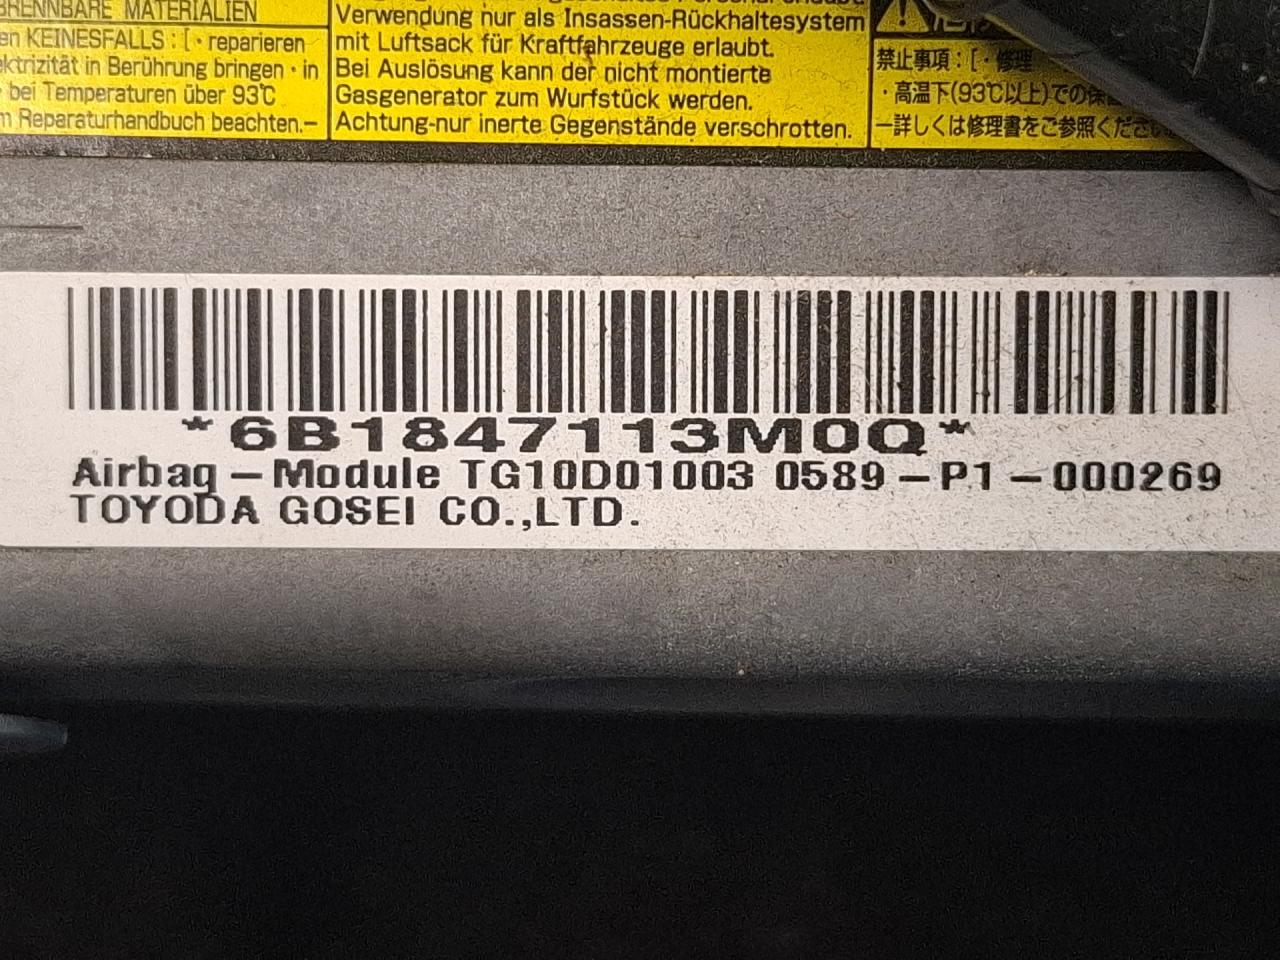 BRENNBARE MATERIALIEN
KEINESFALLS : [ · reparieren
in Berührung bringen · in
bei Temperaturen über 93℃
Reparaturhandbuch beachten.–
Verwendung nur als Insassen-Rückhaltesystem
mit Luftsack für Kraftfahrzeuge erlaubt.
Bei Auslösung kann der nicht montierte
Gasgenerator zum Wurfstück werden.
Achtung-nur inerte Gegenstände verschrotten.
禁止事項 : [ · 修理
· 高温下(93℃以上)での保
－詳しくは修理書をご参照ください
*6B1847113M0Q*
Airbag – Module TG10D01003 0589 – P1 – 000269
TOYODA GOSEI CO.,LTD.